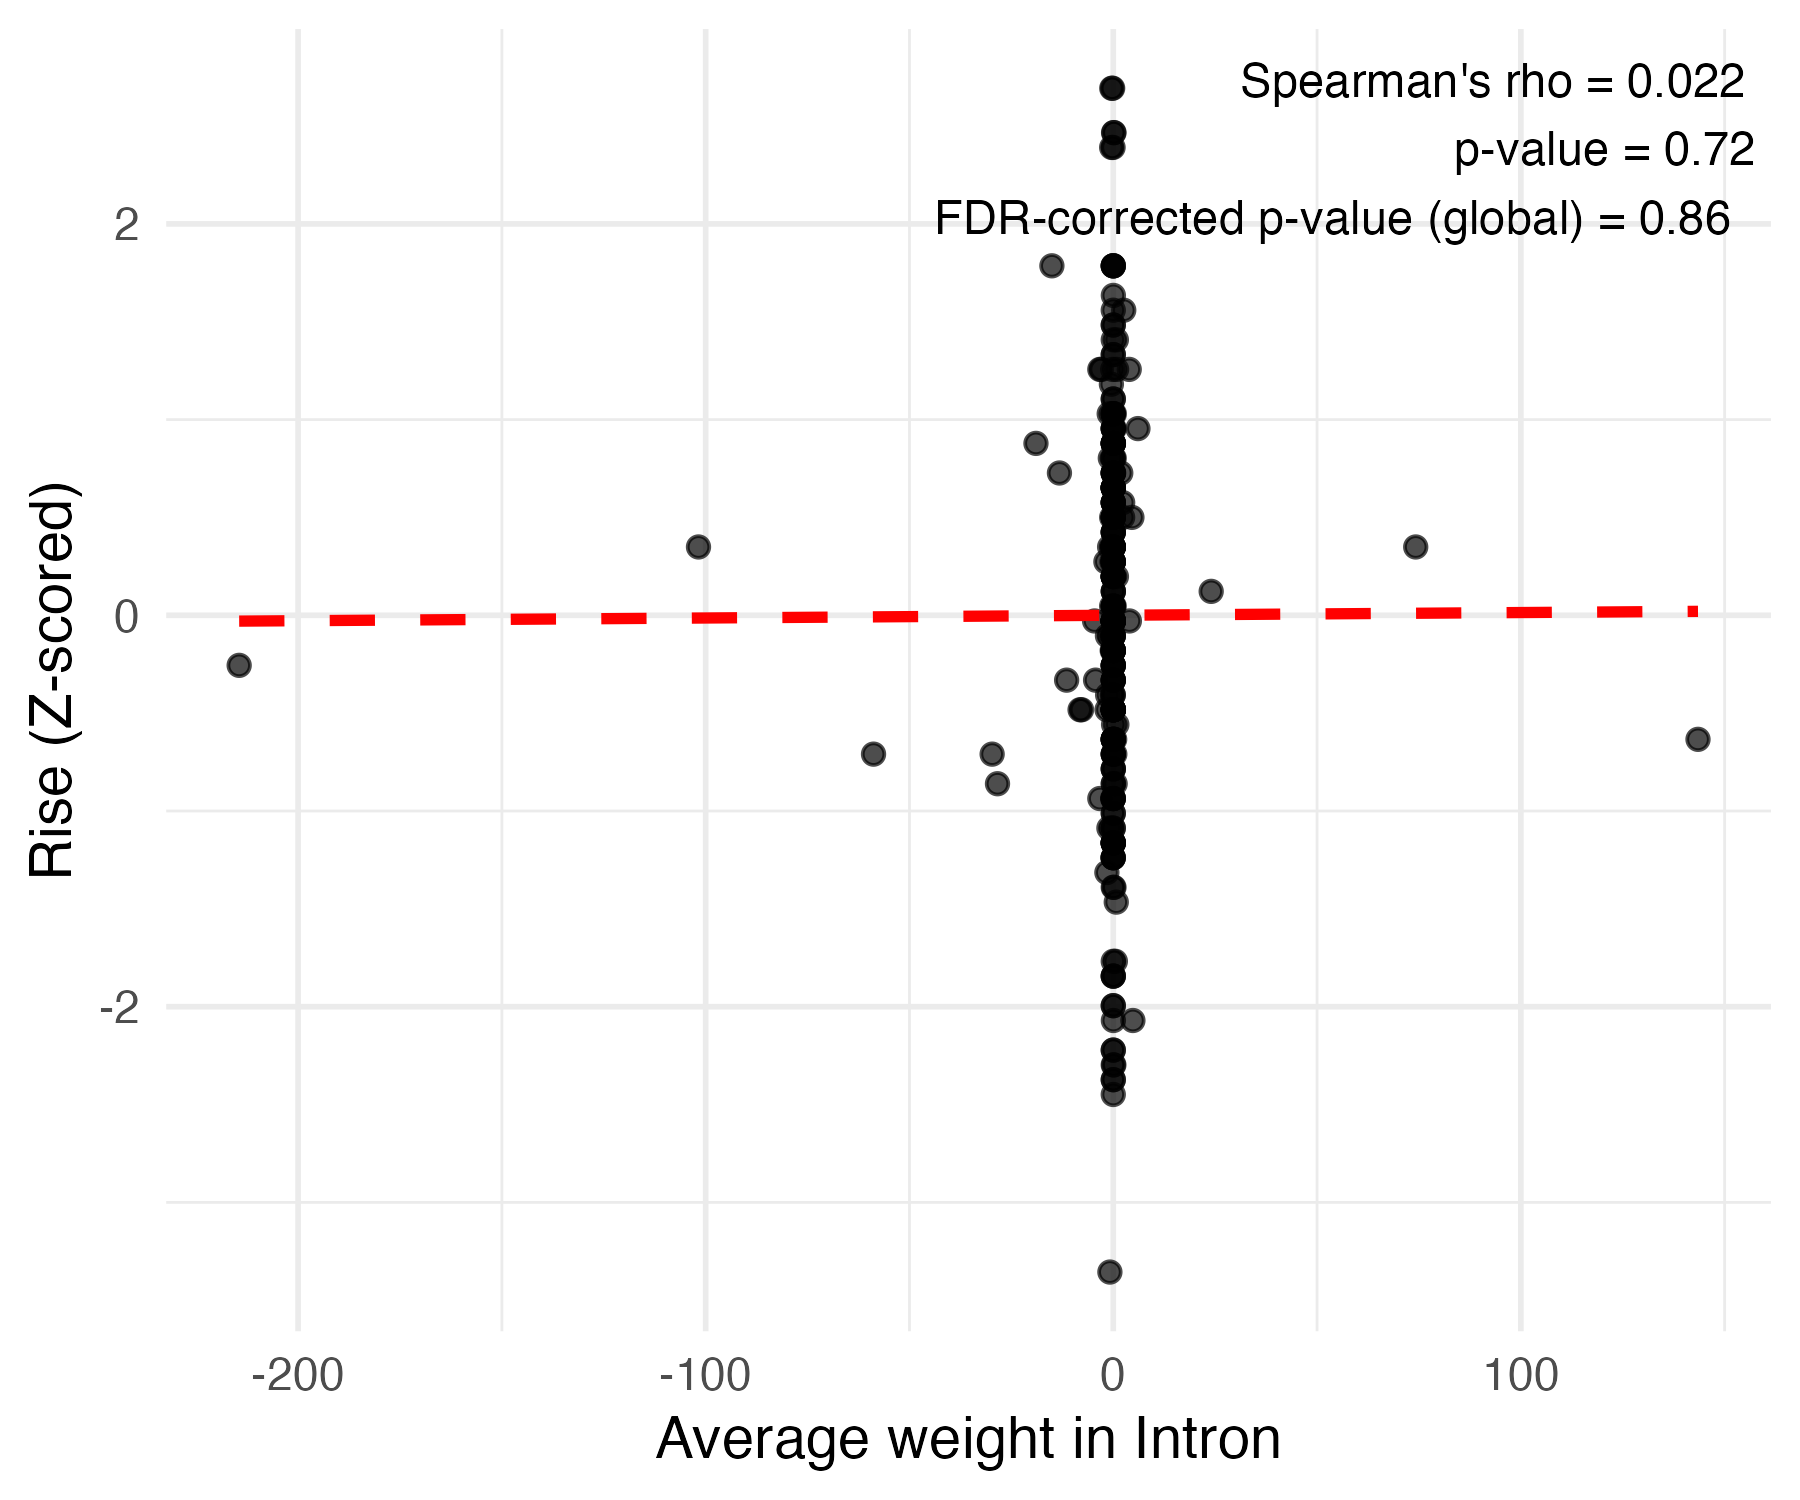 Spearman's rho = 0.022
p-value = 0.72
FDR-corrected p-value (global) = 0.86
2
0
-2
Rise (Z-scored)
-200
-100
0
100
Average weight in Intron